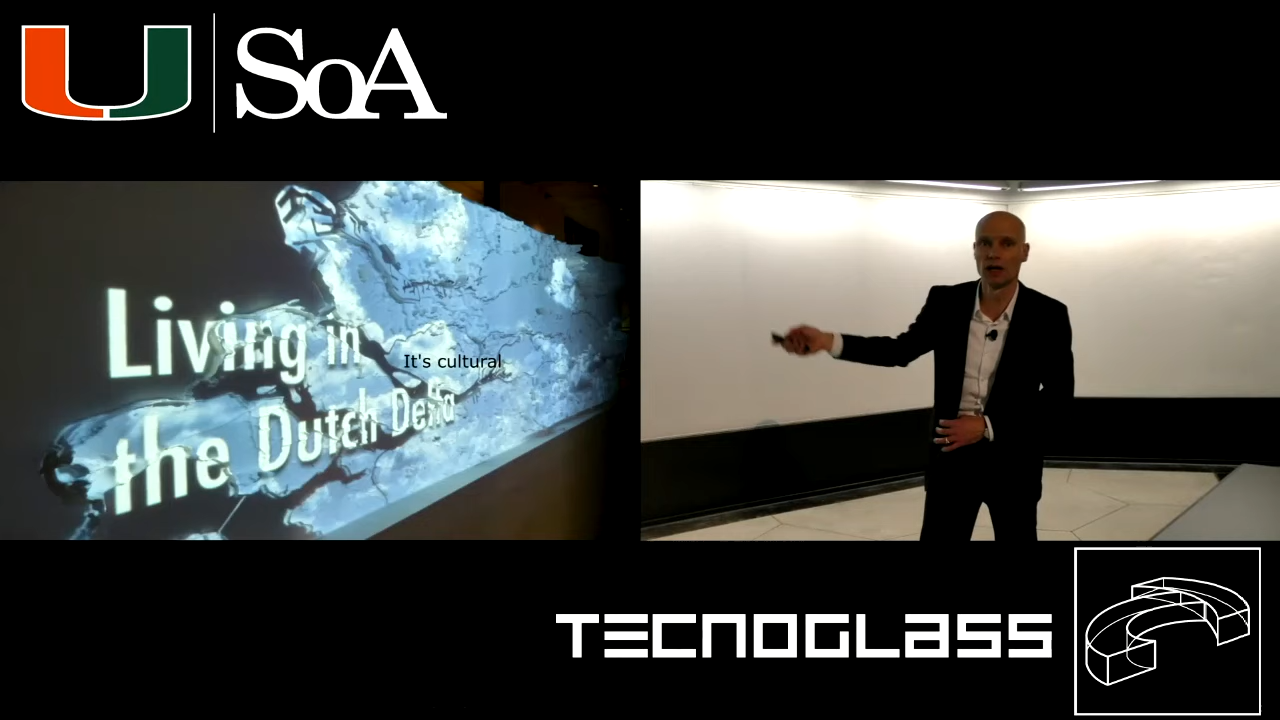 U SoA
Living in
the Dutch Delta
It's cultural
TECNOGLASS